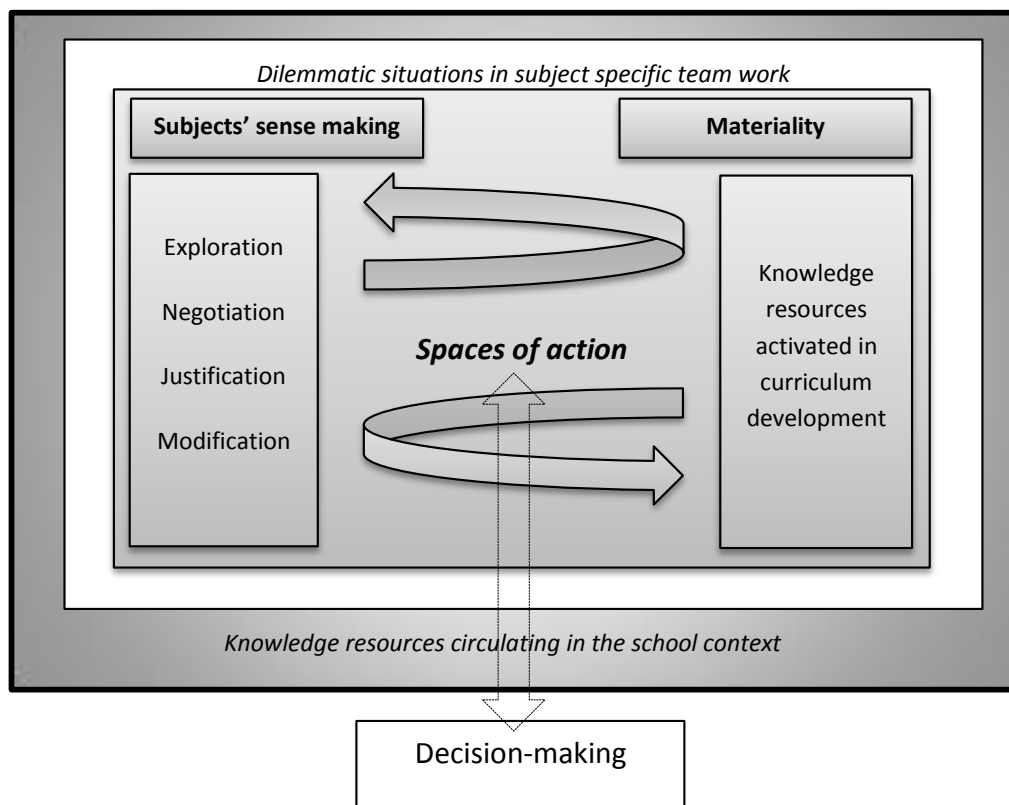 Dilemmatic situations in subject specific team work
Subjects’ sense making
Materiality
Exploration
Negotiation
Justification
Modification
Spaces of action
Knowledge
resources
activated in
curriculum
development
Knowledge resources circulating in the school context
Decision-making